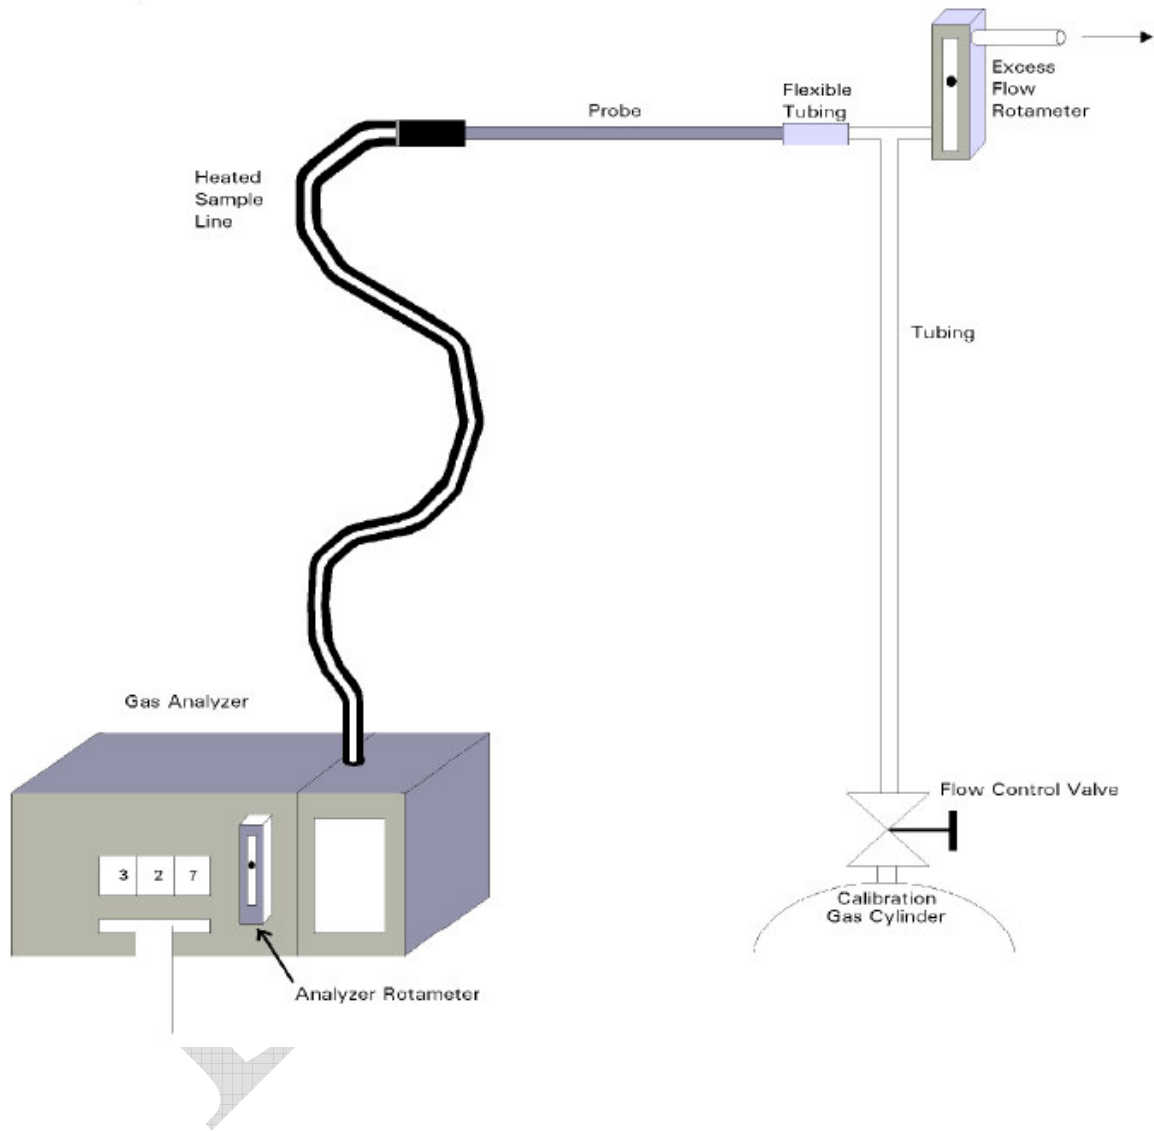 Excess
Flow
Rotameter
Flexible
Tubing
Probe
Heated
Sample
Line
Tubing
Gas Analyzer
Flow Control Valve
3 2 7
Calibration
Gas Cylinder
Analyzer Rotameter